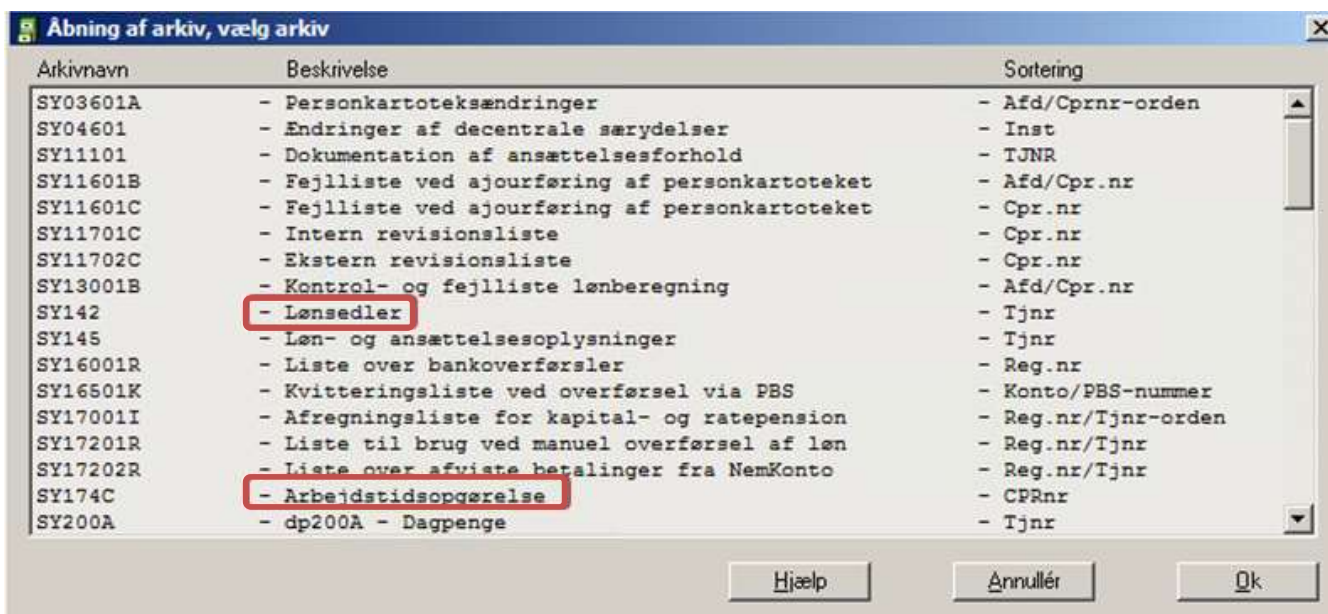 Åbning af arkiv, vælg arkiv
Arkivnavn Beskrivelse Sortering
SY03601A - Personkartoteksændringer - Afd/Cprnr-orden
SY04601 - Ændringer af decentrale særydelser - Inst
SY11101 - Dokumentation af ansættelsesforhold - TJNR
SY11601B - Fejlliste ved ajourføring af personkartoteket - Afd/Cpr.nr
SY11601C - Fejlliste ved ajourføring af personkartoteket - Cpr.nr
SY11701C - Intern revisionsliste - Cpr.nr
SY11702C - Ekstern revisionsliste - Cpr.nr
SY13001B - Kontrol- og fejlliste lønberegning - Afd/Cpr.nr
SY142 - Lønsedler - Tjnr
SY145 - Løn- og ansættelsesoplysninger - Tjnr
SY16001R - Liste over bankoverførsler - Reg.nr
SY16501K - Kvitteringsliste ved overførsel via PBS - Konto/PBS-nummer
SY17001I - Afregningsliste for kapital- og ratepension - Reg.nr/Tjnr-orden
SY17201R - Liste til brug ved manuel overførsel af løn - Reg.nr/Tjnr
SY17202R - Liste over afviste betalinger fra NemKonto - Reg.nr/Tjnr
SY174C - Arbejdstidsopgørelse - CPRnr
SY200A - dp200A - Dagpenge - Tjnr
Hjælp Annullér Ok